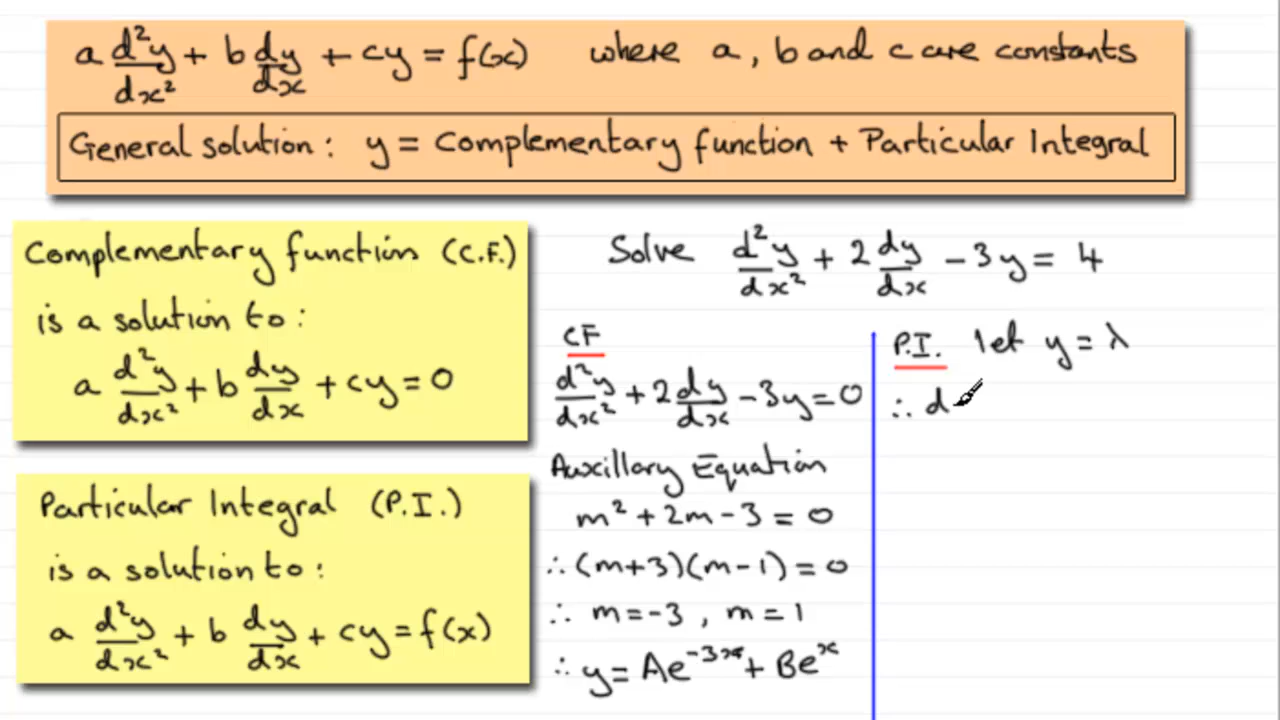 a d²y/dx² + b dy/dx + cy = f(x) where a, b and c are constants
General solution: y = Complementary function + Particular Integral
Complementary function (C.F.)
is a solution to:
a d²y/dx² + b dy/dx + cy = 0
Particular Integral (P.I.)
is a solution to:
a d²y/dx² + b dy/dx + cy = f(x)
Solve d²y/dx² + 2 dy/dx - 3y = 4
CF
d²y/dx² + 2 dy/dx - 3y = 0
Auxillary Equation
m² + 2m - 3 = 0
∴ (m+3)(m-1) = 0
∴ m = -3, m = 1
∴ y = Ae^(-3x) + Be^x
P.I. let y = λ
∴ d